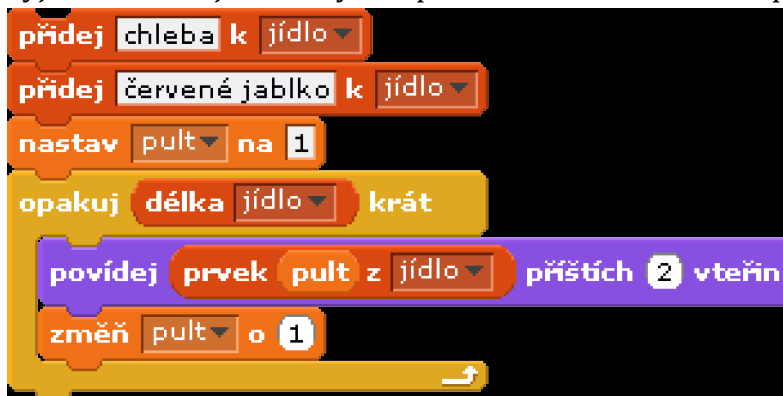 přidej chleba k jídlo
přidej červené jablko k jídlo
nastav pult na 1
opakuj délka jídlo krát
povídej prvek pult z jídlo příštích 2 vteřin
změň pult o 1